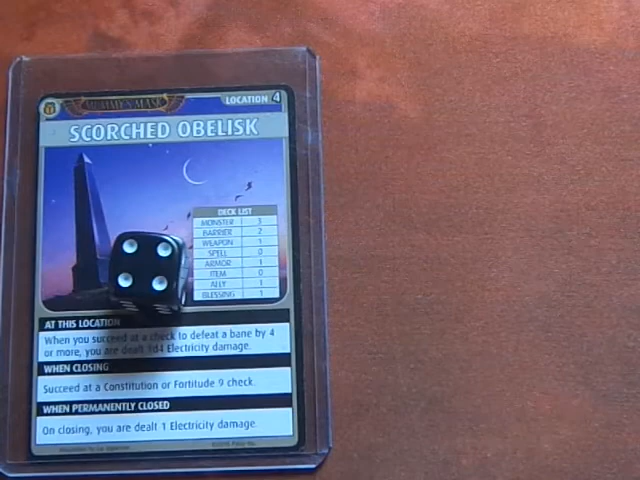 MUMMY'S MASK
LOCATION 4
SCORCHED OBELISK
DECK LIST
MONSTER 3
BARRIER 2
WEAPON 1
SPELL 0
ARMOR 1
ITEM 0
ALLY 1
BLESSING 1
AT THIS LOCATION
When you succeed at a check to defeat a bane by 4
or more, you are dealt 1d4 Electricity damage.
WHEN CLOSING
Succeed at a Constitution or Fortitude 9 check.
WHEN PERMANENTLY CLOSED
On closing, you are dealt 1 Electricity damage.